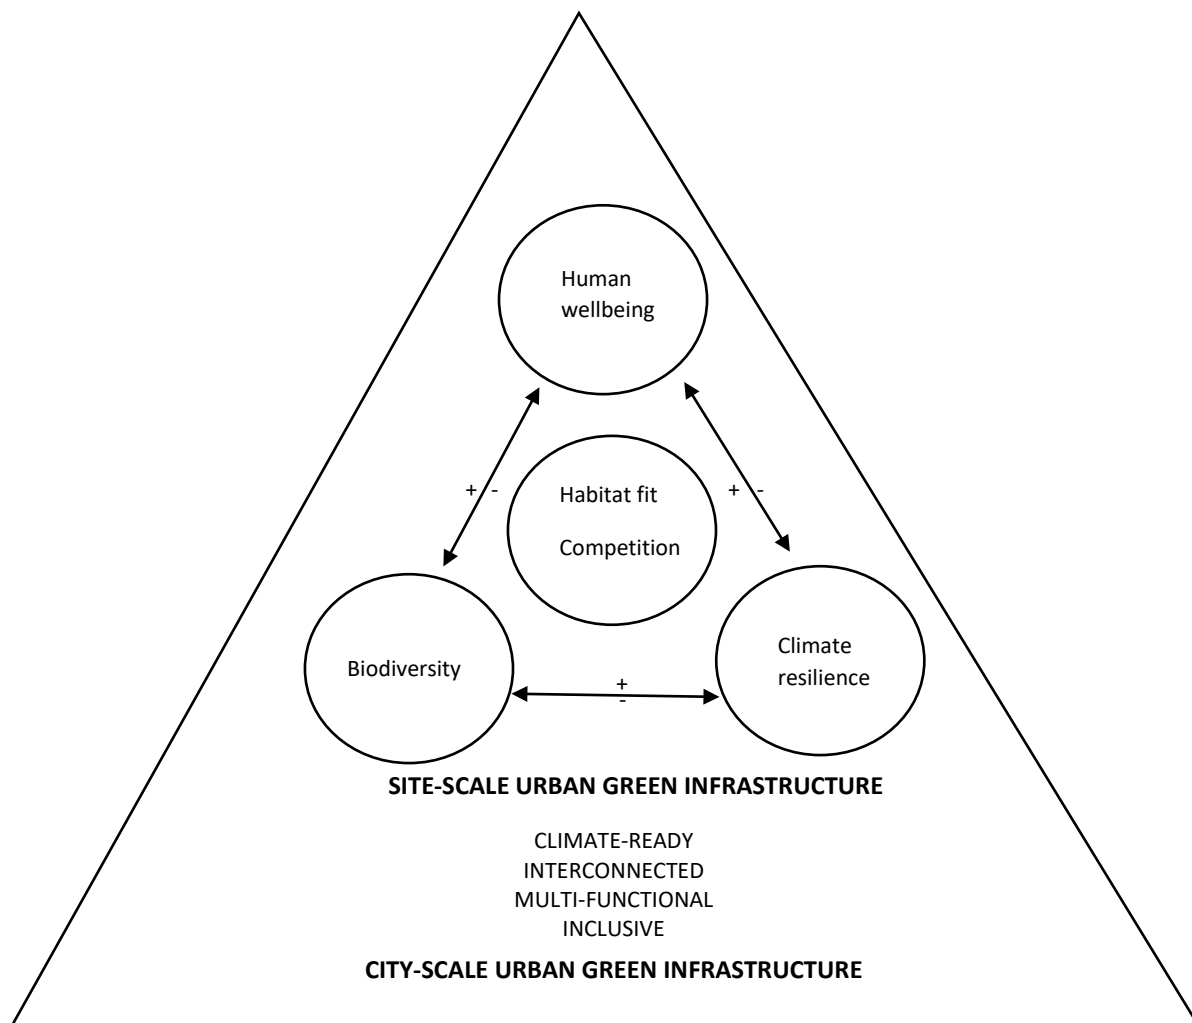 Human
wellbeing
+ -
Habitat fit
+ -
Competition
Biodiversity
Climate
resilience
+
-
SITE-SCALE URBAN GREEN INFRASTRUCTURE
CLIMATE-READY
INTERCONNECTED
MULTI-FUNCTIONAL
INCLUSIVE
CITY-SCALE URBAN GREEN INFRASTRUCTURE